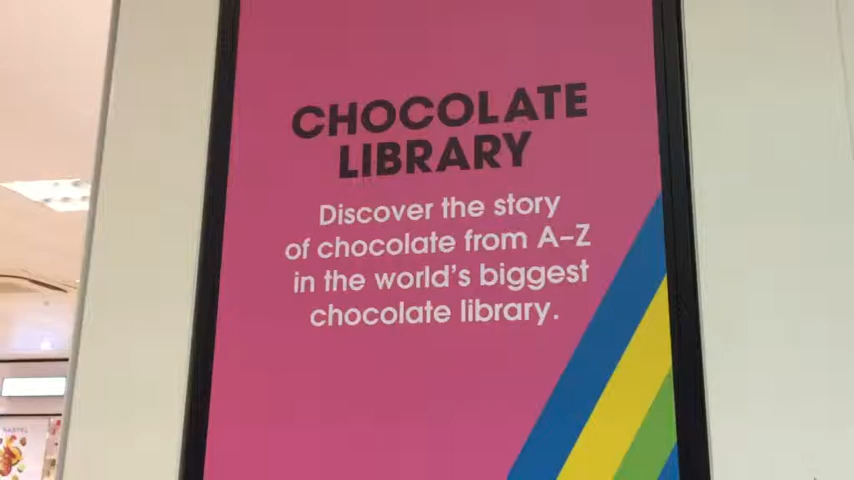 CHOCOLATE
LIBRARY
Discover the story
of chocolate from A–Z
in the world's biggest
chocolate library.